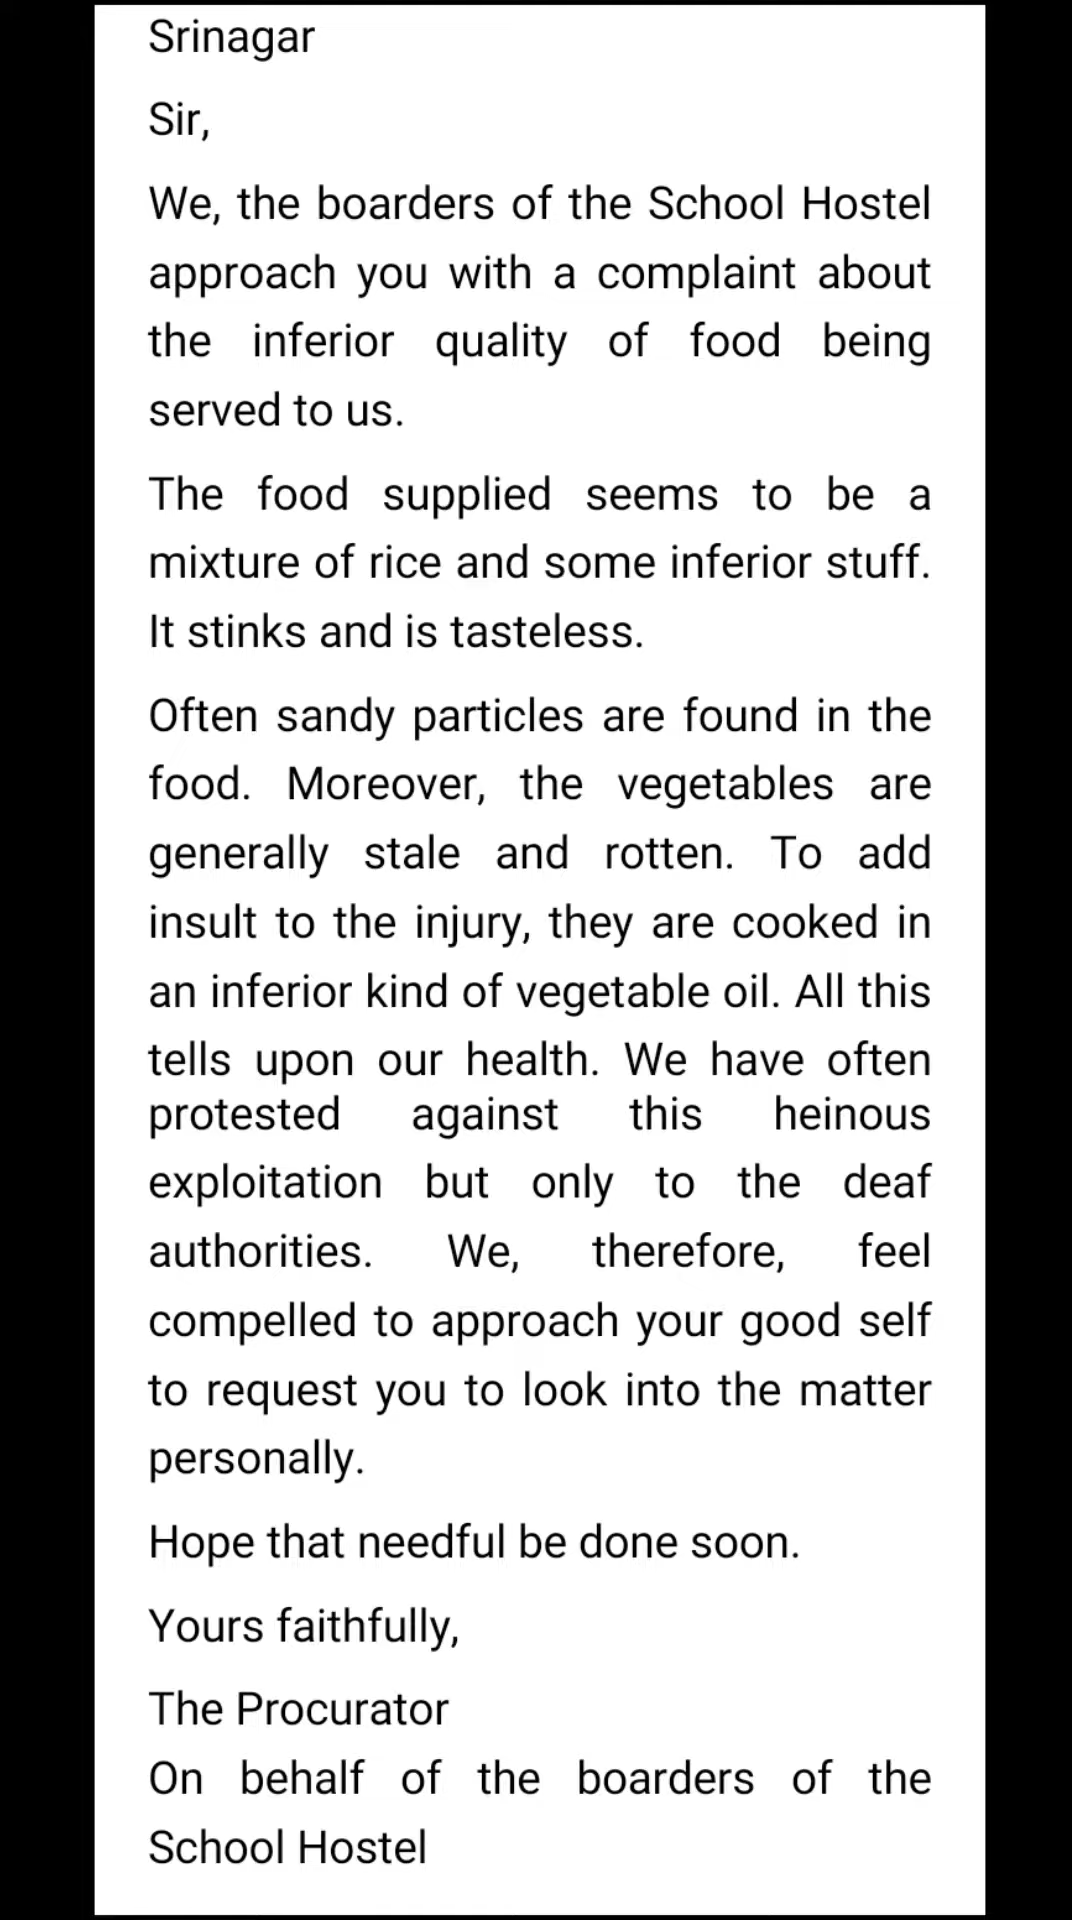 Srinagar
Sir,
We, the boarders of the School Hostel
approach you with a complaint about
the inferior quality of food being
served to us.
The food supplied seems to be a
mixture of rice and some inferior stuff.
It stinks and is tasteless.
Often sandy particles are found in the
food. Moreover, the vegetables are
generally stale and rotten. To add
insult to the injury, they are cooked in
an inferior kind of vegetable oil. All this
tells upon our health. We have often
protested against this heinous
exploitation but only to the deaf
authorities. We, therefore, feel
compelled to approach your good self
to request you to look into the matter
personally.
Hope that needful be done soon.
Yours faithfully,
The Procurator
On behalf of the boarders of the
School Hostel